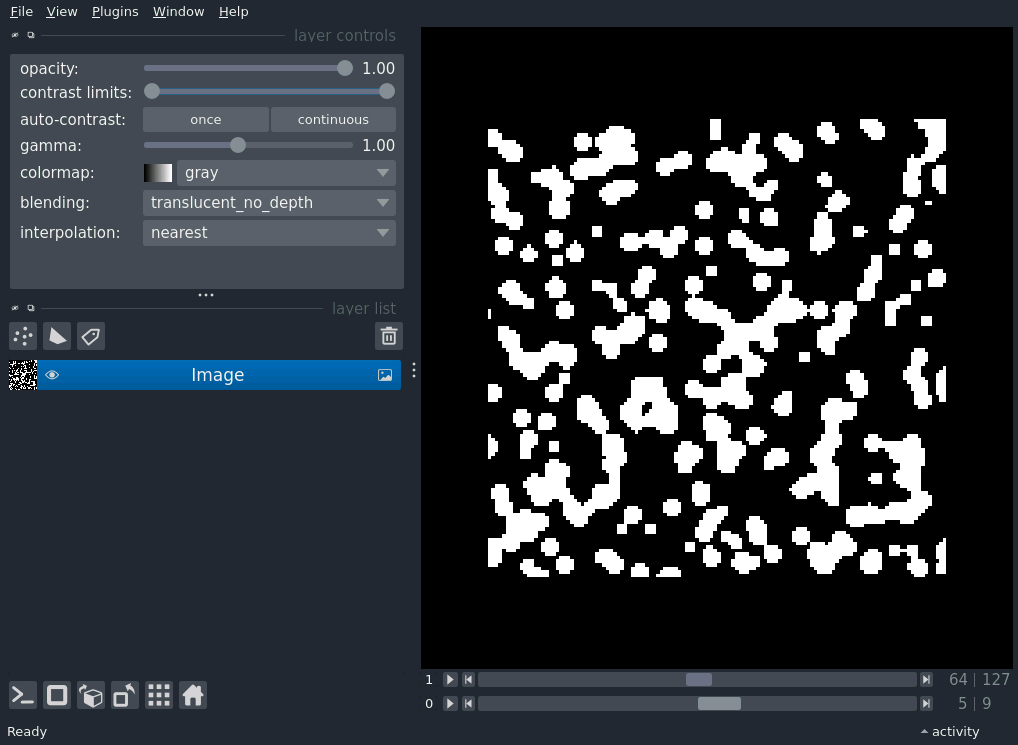 File View Plugins Window Help
layer controls
opacity: 1.00
contrast limits:
auto-contrast: once continuous
gamma: 1.00
colormap: gray
blending: translucent_no_depth
interpolation: nearest
layer list
Image
1 64 | 127
0 5 | 9
Ready activity